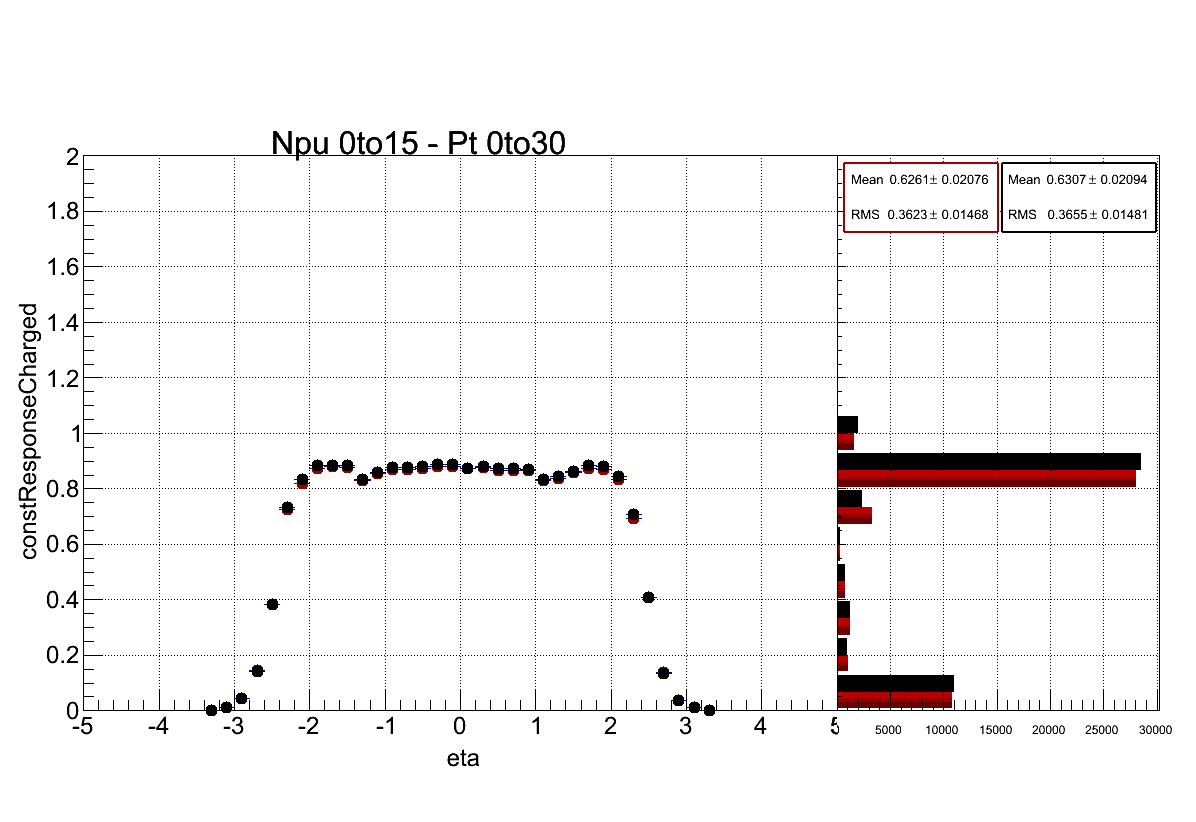 Npu 0to15 - Pt 0to30
constResponseCharged
2
1.8
1.6
1.4
1.2
1
0.8
0.6
0.4
0.2
0
-5 -4 -3 -2 -1 0 1 2 3 4 5
eta
Mean 0.6261± 0.02076
RMS 0.3623± 0.01468
Mean 0.6307± 0.02094
RMS 0.3655± 0.01481
5000 10000 15000 20000 25000 30000